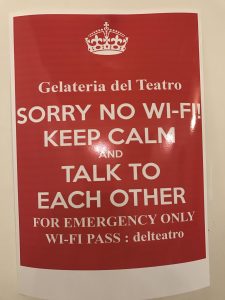 Gelateria del Teatro
SORRY NO WI-FI!
KEEP CALM
AND
TALK TO
EACH OTHER
FOR EMERGENCY ONLY
WI-FI PASS : delteatro